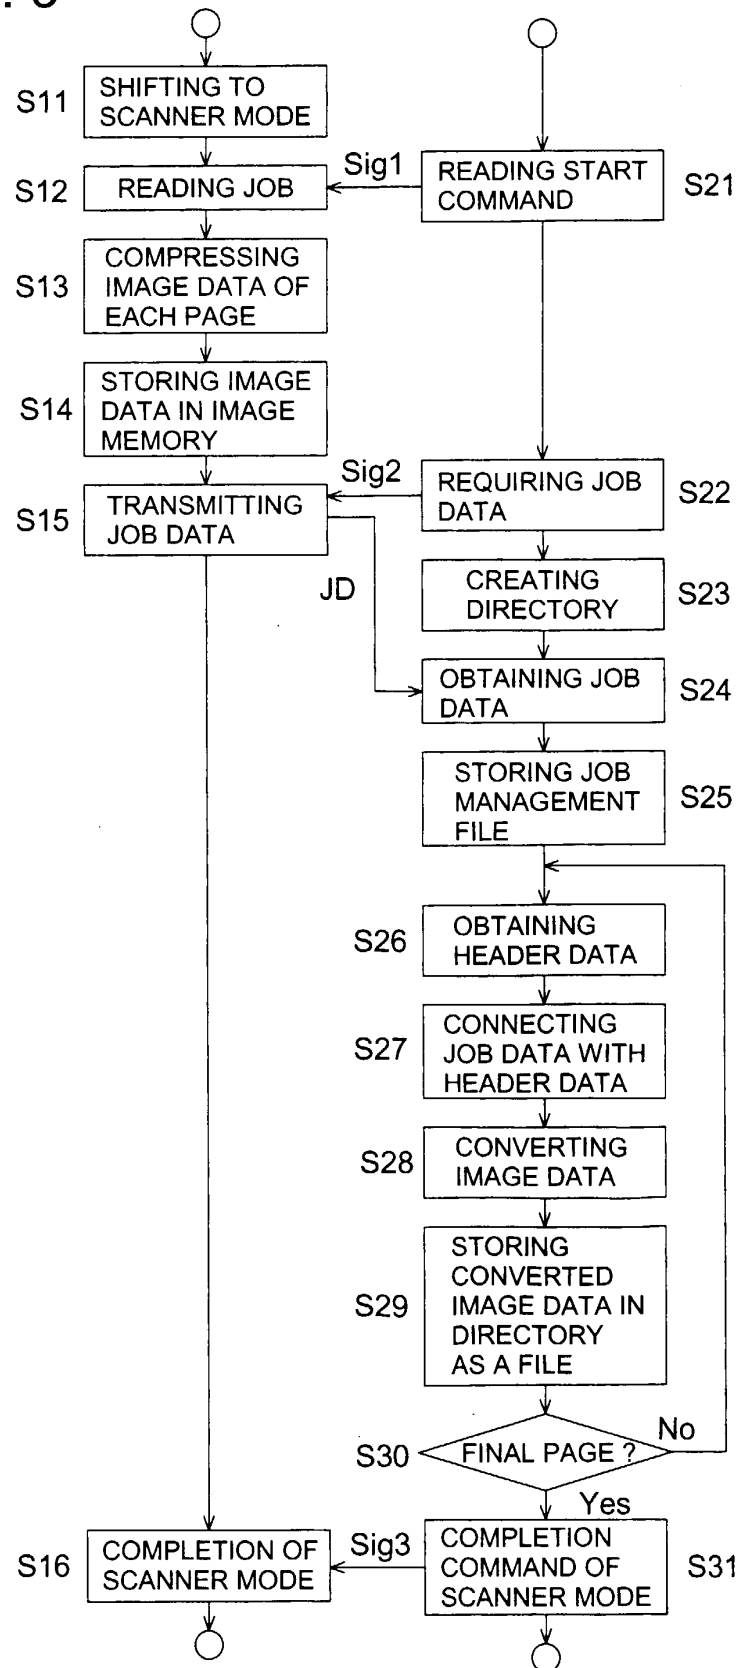 S11
SHIFTING TO
SCANNER MODE
S12
READING JOB
Sig1
READING START
COMMAND
S21
S13
COMPRESSING
IMAGE DATA OF
EACH PAGE
S14
STORING IMAGE
DATA IN IMAGE
MEMORY
S15
TRANSMITTING
JOB DATA
Sig2
REQUIRING JOB
DATA
S22
JD
CREATING
DIRECTORY
S23
OBTAINING JOB
DATA
S24
STORING JOB
MANAGEMENT
FILE
S25
S26
OBTAINING
HEADER DATA
S27
CONNECTING
JOB DATA WITH
HEADER DATA
S28
CONVERTING
IMAGE DATA
S29
STORING
CONVERTED
IMAGE DATA IN
DIRECTORY
AS A FILE
S30
FINAL PAGE ?
No
Yes
S16
COMPLETION OF
SCANNER MODE
Sig3
COMPLETION
COMMAND OF
SCANNER MODE
S31